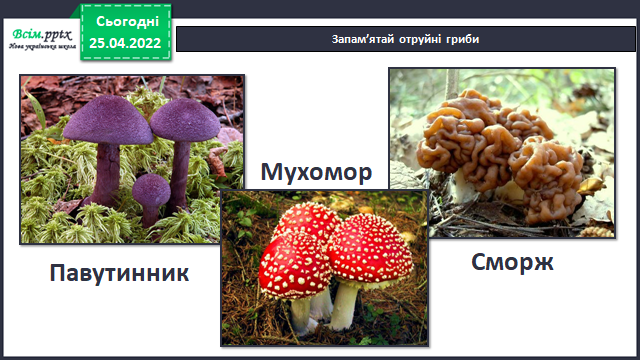 Всім.pptx
Нова українська школа
Сьогодні
25.04.2022
Запам’ятай отруйні гриби
Мухомор
Павутинник
Сморж